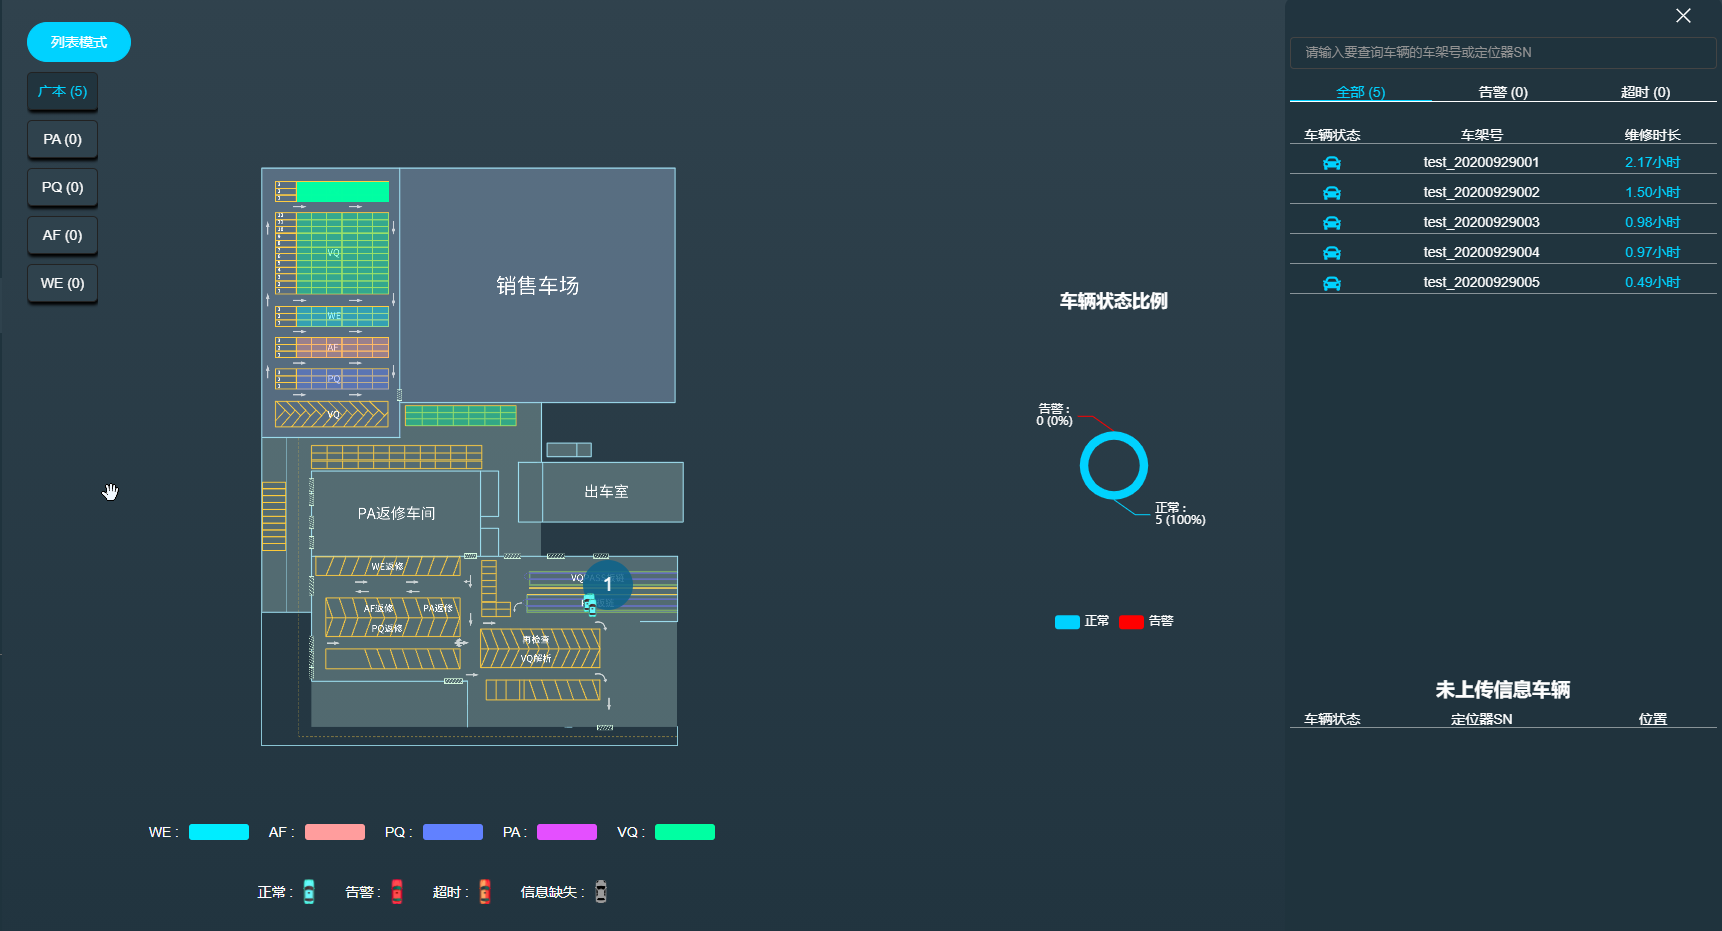 列表模式
广本 (5)
PA (0)
PQ (0)
AF (0)
WE (0)
VQ
WE
AF
PQ
VQ
销售车场
出车室
PA返修车间
WE返修
AF返修
PA返修
PQ返修
1
再检查
VQ解析
WE :
AF :
PQ :
PA :
VQ :
正常 :
告警 :
超时 :
信息缺失 :
车辆状态比例
告警 :
0 (0%)
正常 :
5 (100%)
正常
告警
请输入要查询车辆的车架号或定位器SN
全部 (5) 告警 (0) 超时 (0)
车辆状态 车架号 维修时长
test_20200929001 2.17小时
test_20200929002 1.50小时
test_20200929003 0.98小时
test_20200929004 0.97小时
test_20200929005 0.49小时
未上传信息车辆
车辆状态 定位器SN 位置